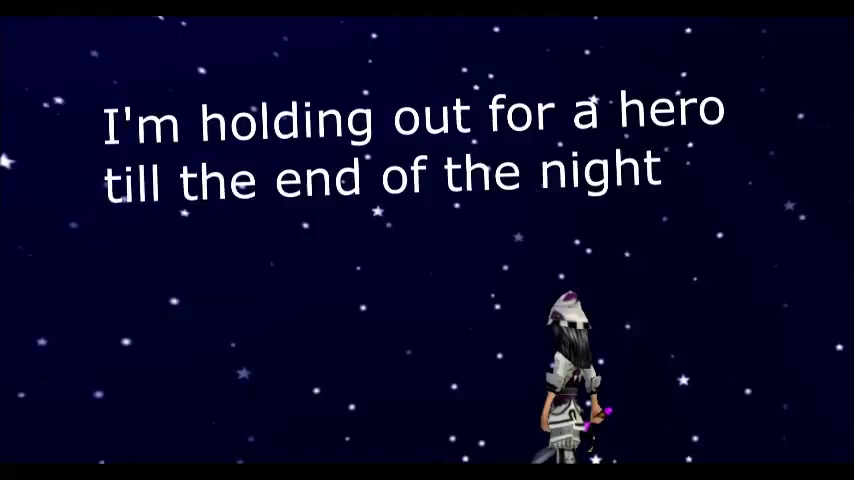 I'm holding out for a hero
till the end of the night